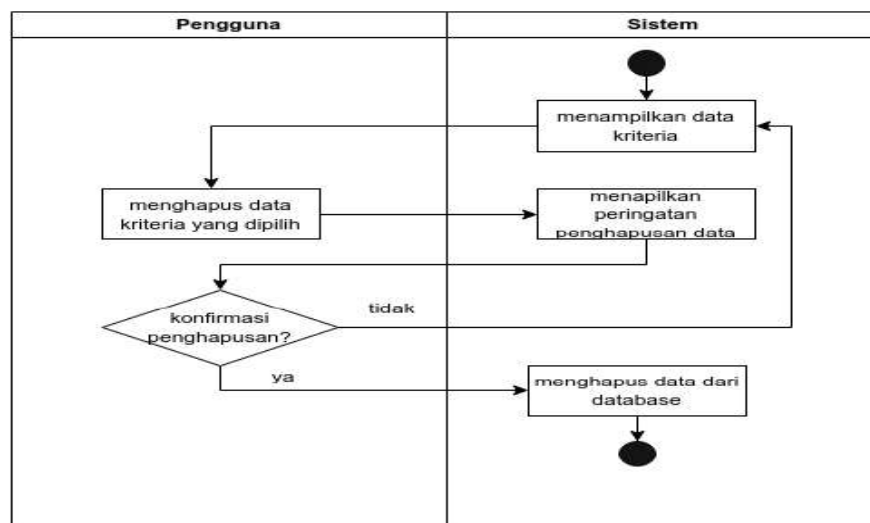 Pengguna
Sistem
menampilkan data
kriteria
menghapus data
kriteria yang dipilih
menapilkan
peringatan
penghapusan data
konfirmasi
penghapusan?
tidak
ya
menghapus data dari
database